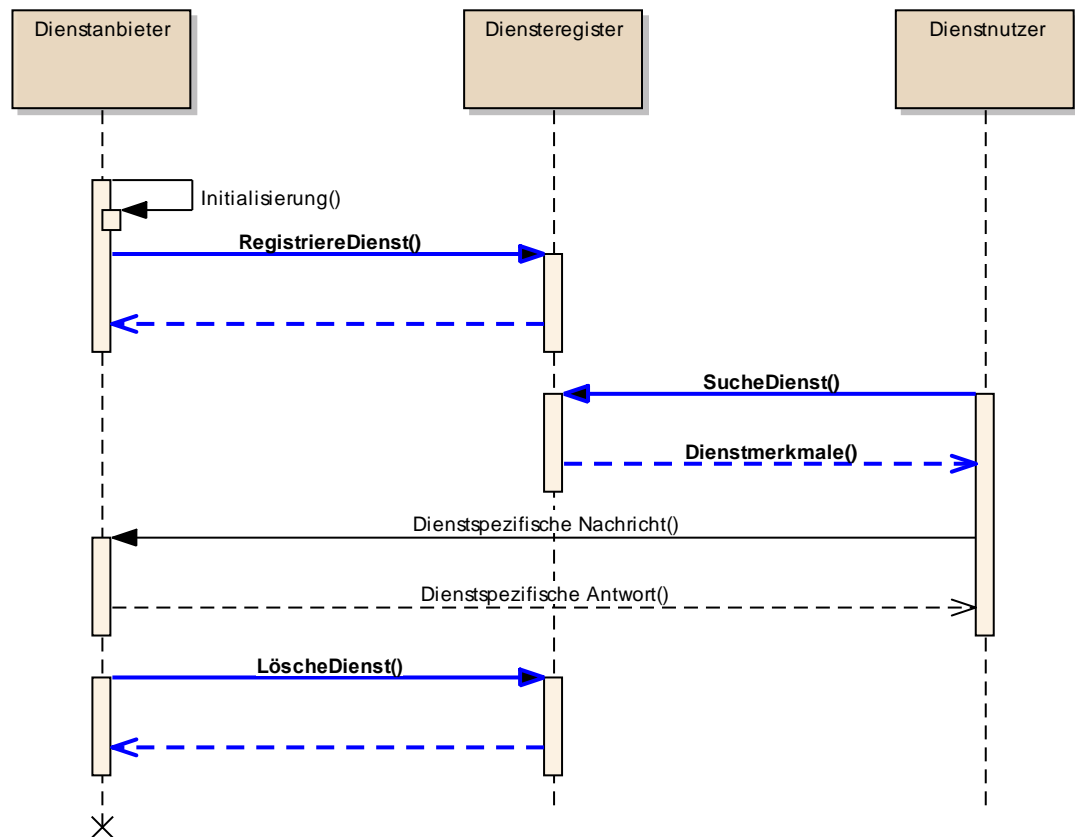 Dienstanbieter
Diensteregister
Dienstnutzer
Initialisierung()
RegistriereDienst()
SucheDienst()
Dienstmerkmale()
Dienstspezifische Nachricht()
Dienstspezifische Antwort()
LöscheDienst()